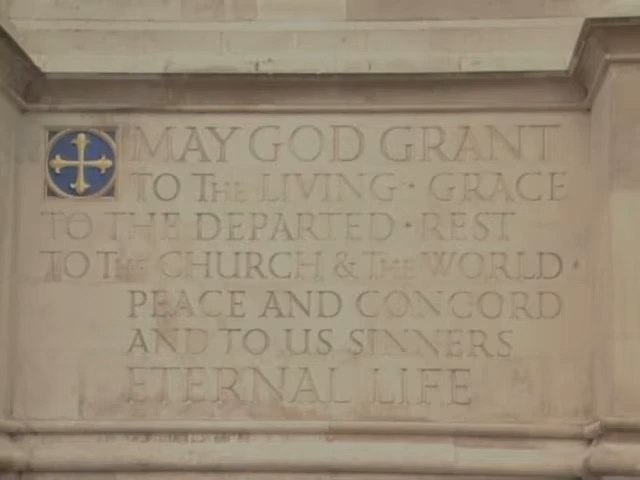 MAY GOD GRANT
TO THE LIVING · GRACE
TO THE DEPARTED · REST
TO THE CHURCH & THE WORLD ·
PEACE AND CONCORD
AND TO US SINNERS
ETERNAL LIFE